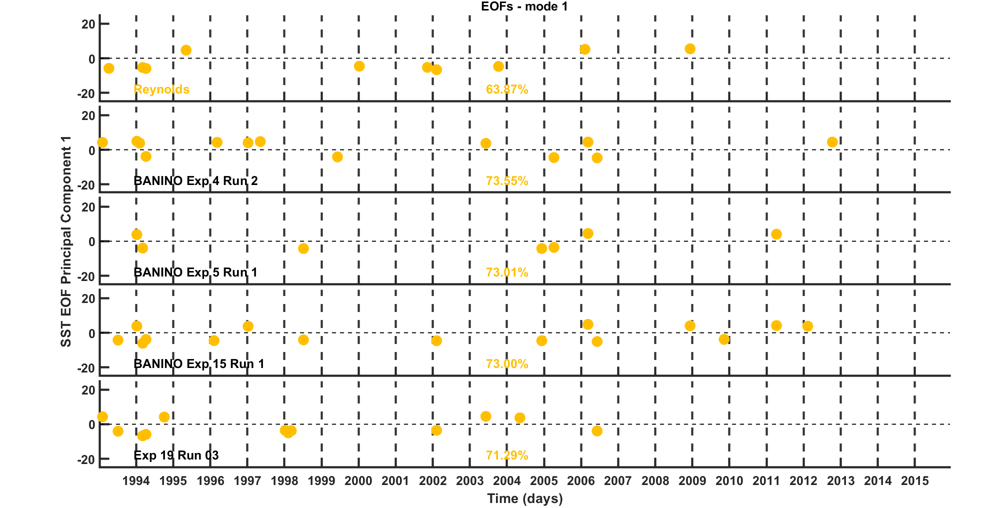 EOFs - mode 1
20
0
-20
Reynolds
63.87%
20
0
-20
BANINO Exp 4 Run 2
73.55%
20
0
-20
BANINO Exp 5 Run 1
73.01%
20
0
-20
BANINO Exp 15 Run 1
73.00%
20
0
-20
Exp 19 Run 03
71.29%
SST EOF Principal Component 1
1994 1995 1996 1997 1998 1999 2000 2001 2002 2003 2004 2005 2006 2007 2008 2009 2010 2011 2012 2013 2014 2015
Time (days)